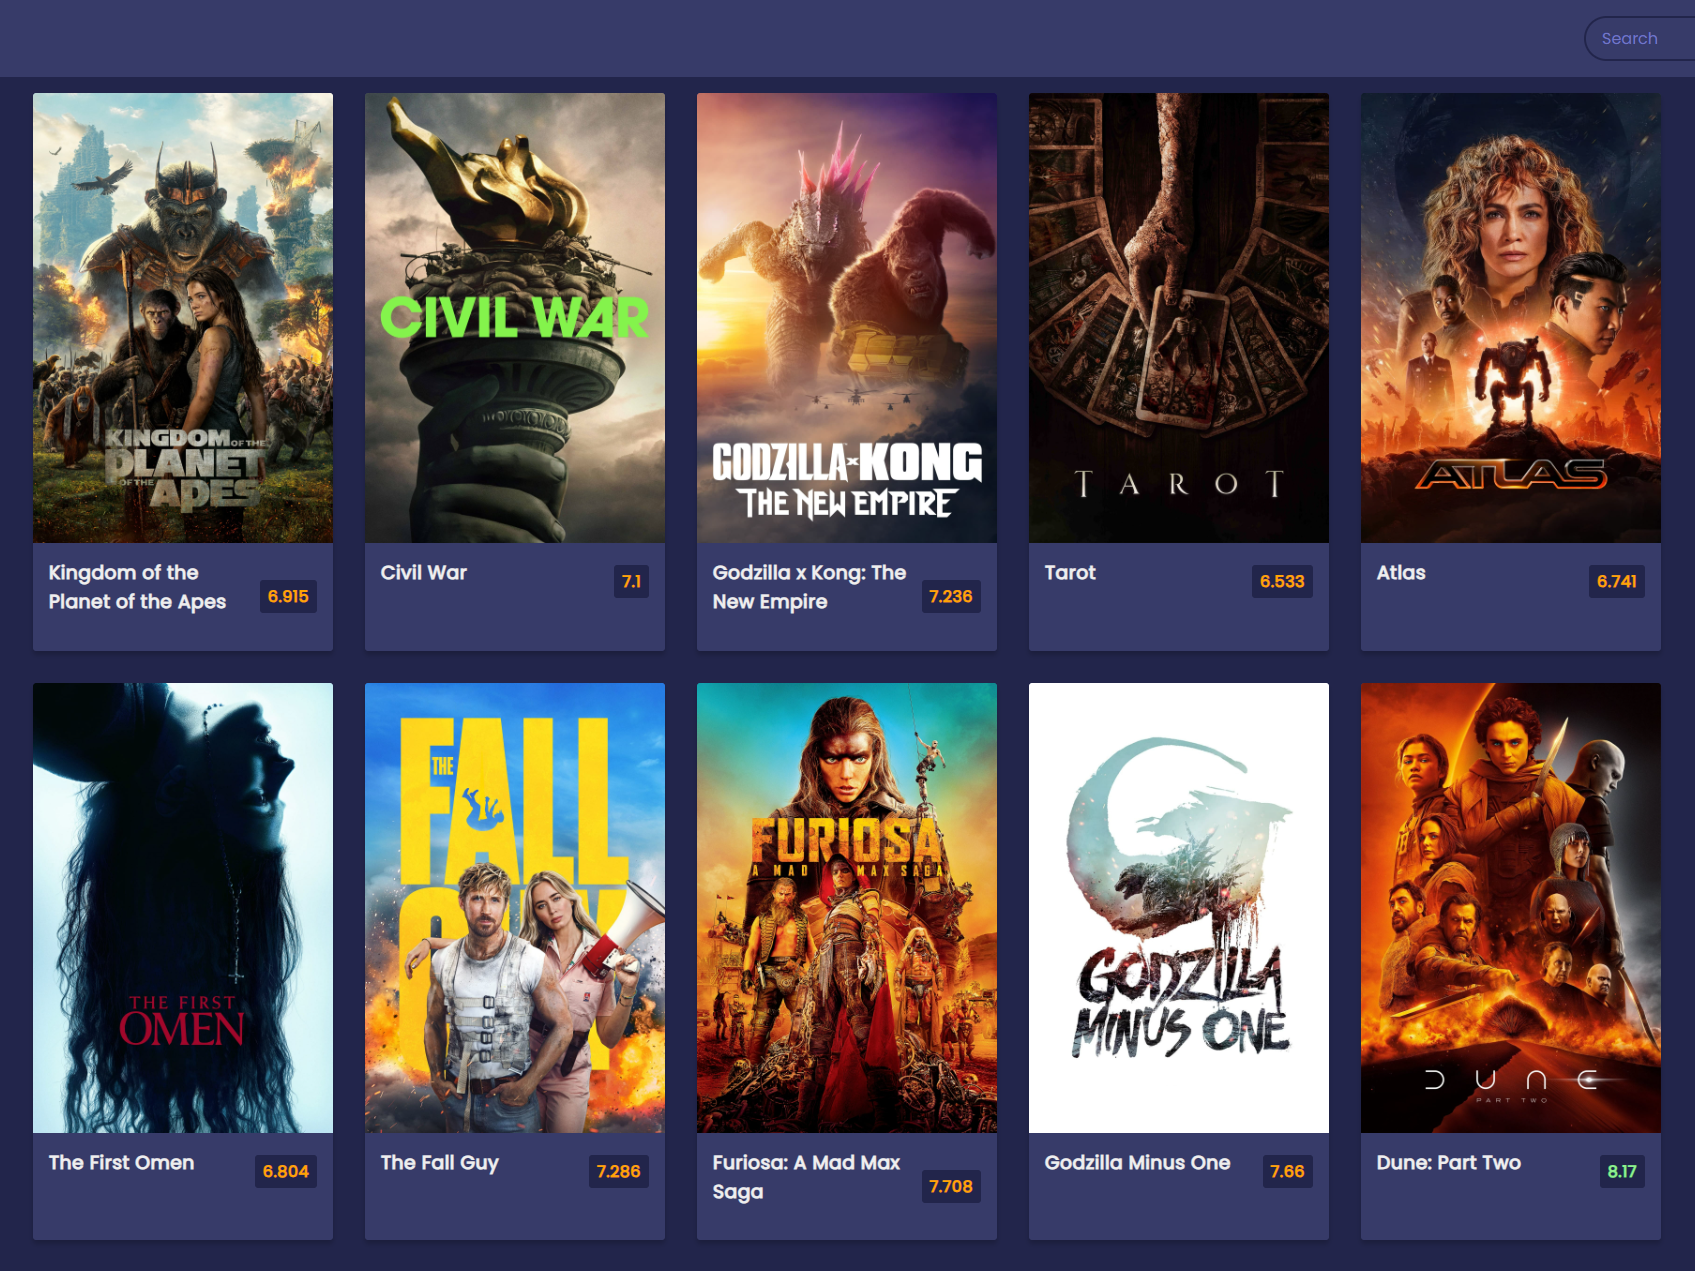 Search
KINGDOM OF THE
PLANET
OF THE
APES
CIVIL WAR
GODZILLA x KONG
THE NEW EMPIRE
TAROT
ATLAS
Kingdom of the
Planet of the Apes
6.915
Civil War
7.1
Godzilla x Kong: The
New Empire
7.236
Tarot
6.533
Atlas
6.741
THE FIRST
OMEN
THE
FALL
GUY
FURIOSA
A MAD MAX SAGA
GODZILLA
MINUS ONE
DUNE
PART TWO
The First Omen
6.804
The Fall Guy
7.286
Furiosa: A Mad Max
Saga
7.708
Godzilla Minus One
7.66
Dune: Part Two
8.17